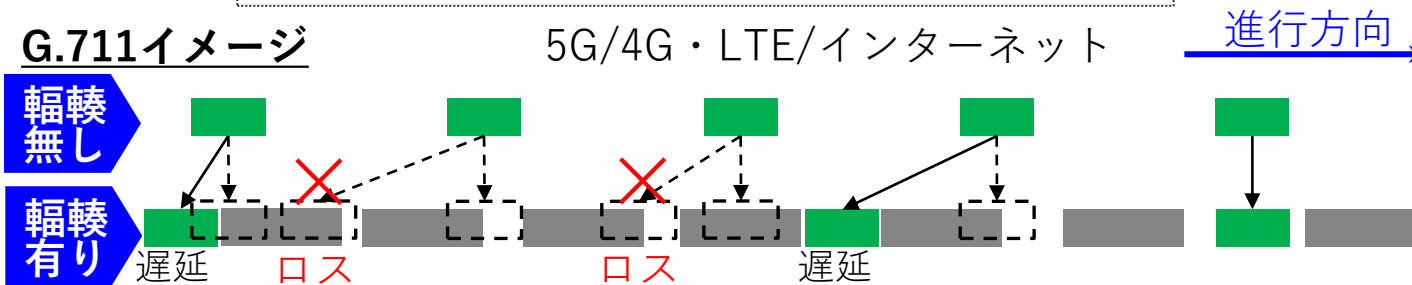 G.711イメージ
5G/4G・LTE/インターネット
進行方向
輻輳
無し
輻輳
有り
遅延
ロス
ロス
遅延